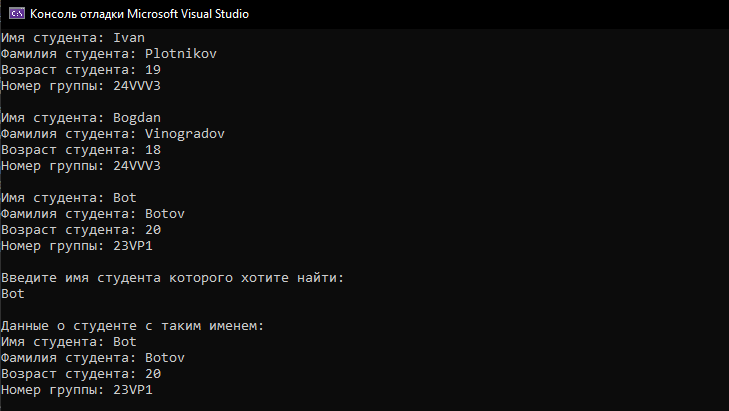 Консоль отладки Microsoft Visual Studio
Имя студента: Ivan
Фамилия студента: Plotnikov
Возраст студента: 19
Номер группы: 24VVV3
Имя студента: Bogdan
Фамилия студента: Vinogradov
Возраст студента: 18
Номер группы: 24VVV3
Имя студента: Bot
Фамилия студента: Botov
Возраст студента: 20
Номер группы: 23VP1
Введите имя студента которого хотите найти:
Bot
Данные о студенте с таким именем:
Имя студента: Bot
Фамилия студента: Botov
Возраст студента: 20
Номер группы: 23VP1